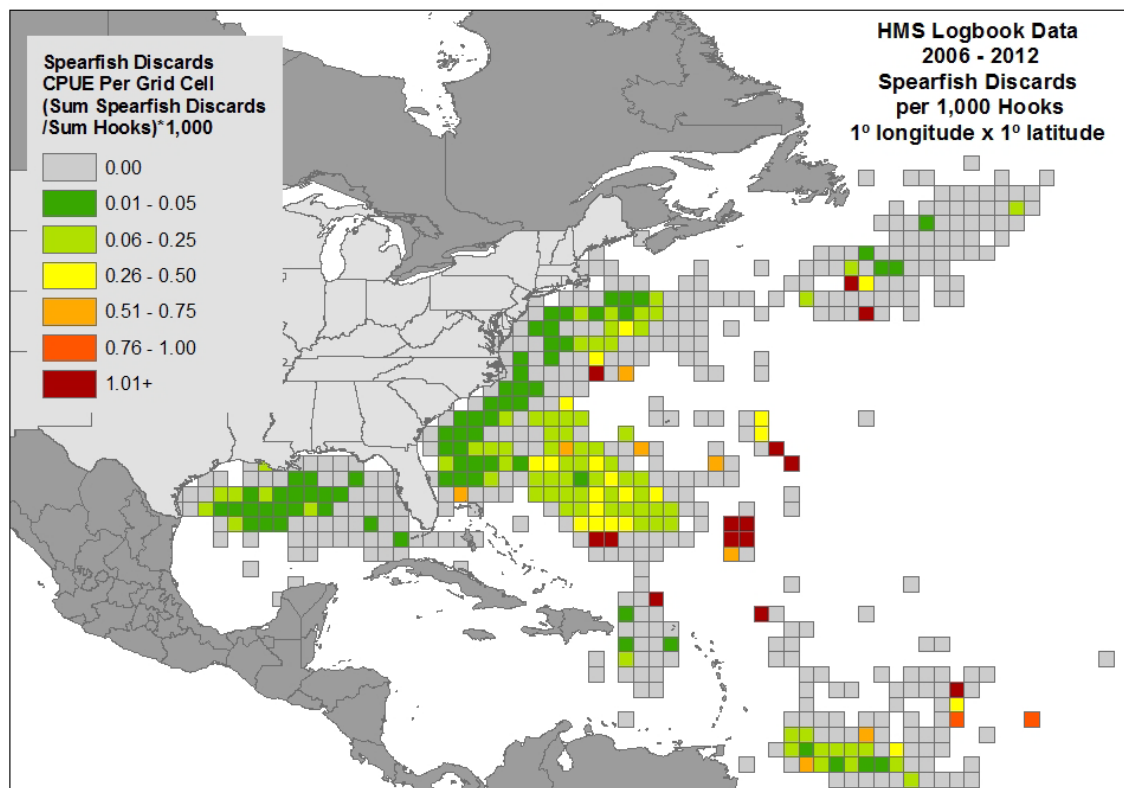 Spearfish Discards
CPUE Per Grid Cell
(Sum Spearfish Discards
/Sum Hooks)*1,000
0.00
0.01 - 0.05
0.06 - 0.25
0.26 - 0.50
0.51 - 0.75
0.76 - 1.00
1.01+
HMS Logbook Data
2006 - 2012
Spearfish Discards
per 1,000 Hooks
1º longitude x 1º latitude